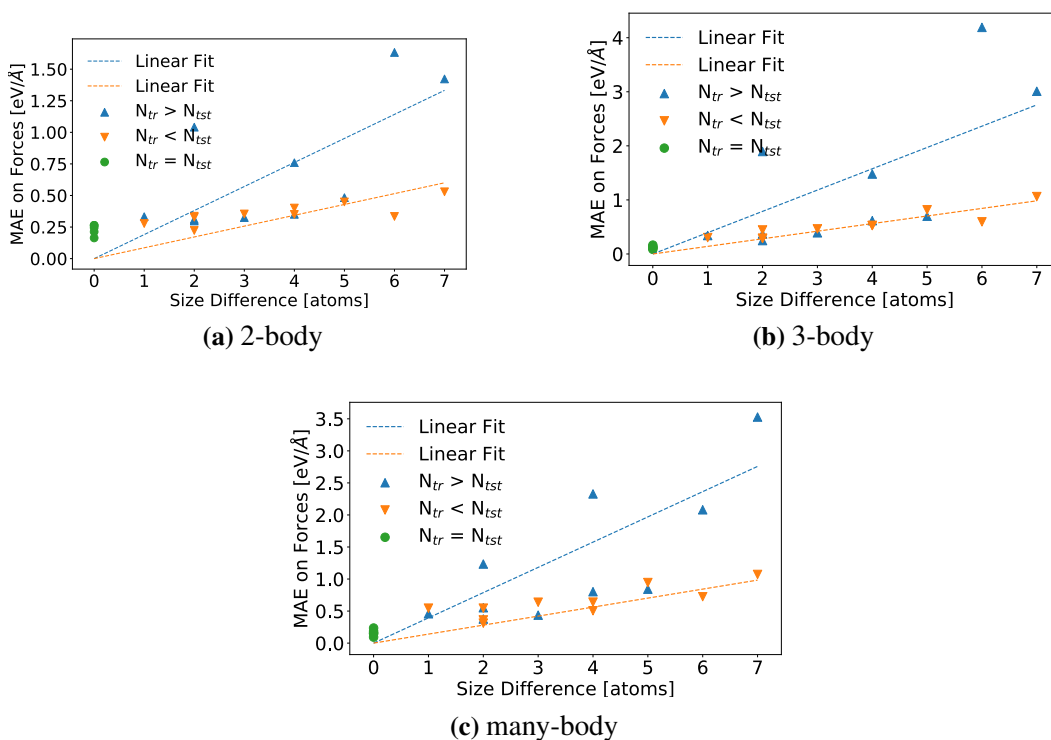 MAE on Forces [eV/Å]
1.50
1.25
1.00
0.75
0.50
0.25
0.00
Linear Fit
Linear Fit
N_tr > N_tst
N_tr < N_tst
N_tr = N_tst
0 1 2 3 4 5 6 7
Size Difference [atoms]
(a) 2-body
MAE on Forces [eV/Å]
4
3
2
1
0
Linear Fit
Linear Fit
N_tr > N_tst
N_tr < N_tst
N_tr = N_tst
0 1 2 3 4 5 6 7
Size Difference [atoms]
(b) 3-body
MAE on Forces [eV/Å]
3.5
3.0
2.5
2.0
1.5
1.0
0.5
0.0
Linear Fit
Linear Fit
N_tr > N_tst
N_tr < N_tst
N_tr = N_tst
0 1 2 3 4 5 6 7
Size Difference [atoms]
(c) many-body